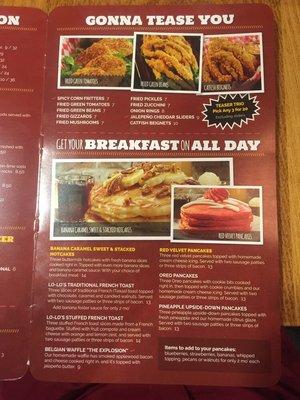 ON
GONNA TEASE YOU
FRIED GREEN TOMATOES
FRIED GREEN BEANS
CATFISH BEIGNETS
SPICY CORN FRITTERS 7
FRIED GREEN TOMATOES 7
FRIED GREEN BEANS 7
FRIED GIZZARDS 7
FRIED MUSHROOMS 7
FRIED PICKLES 7
FRIED ZUCCHINI 7
ONION RINGS 7
JALEPEÑO CHEDDAR SLIDERS 9
CATFISH BEIGNETS 10
TEASER TRIO
Pick Any 3 for 20
Excluding sliders
GET YOUR BREAKFAST ON ALL DAY
BANANA CARAMEL SWEET & STACKED HOTCAKES
RED VELVET PANCAKES
BANANA CARAMEL SWEET & STACKED
HOTCAKES
Three buttermilk hotcakes with fresh banana slices
cooked right in. Topped with even more banana slices
and banana caramel sauce. With your choice of
breakfast meat 14
LO-LO'S TRADITIONAL FRENCH TOAST
Three slices of traditional French Toast topped
with chocolate, caramel and candied walnuts. Served
with two sausage patties or three strips of bacon. 13
Add banana foster sauce for only 2
LO-LO'S STUFFED FRENCH TOAST
Three stuffed French Toast slices made from a French
baguette. Stuffed with orange and lemon zest, and
cream cheese. Served with
two sausage patties or three strips of bacon 14
BELGIAN WAFFLE "THE EXPLOSION"
Our homemade waffle has smoked applewood bacon
and cheese cooked right in, and it's topped with
jalapeño butter. 9
RED VELVET PANCAKES
Three red velvet pancakes topped with homemade
cream cheese icing. Served with two sausage patties
or three strips of bacon 13
OREO PANCAKES
Three Oreo pancakes with cookie bits cooked
right in, then topped with cookie crumbles and our
homemade cream cheese icing. Served with two
sausage patties or three strips of bacon. 13
PINEAPPLE UPSIDE-DOWN PANCAKES
Three pineapple upside-down pancakes topped with
fresh pineapple and our homemade citrus glaze.
Served with two sausage patties or three strips of
bacon. 13
Items to add to your pancakes:
blueberries, strawberries, bananas, whipped
topping, pecans or walnuts for only 2 mo' each